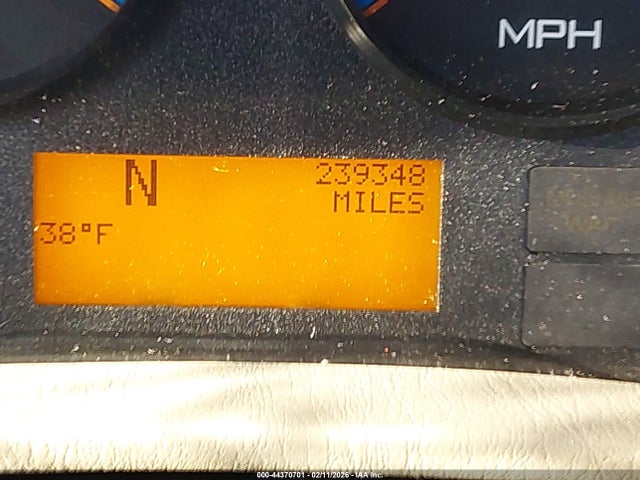 MPH
N
239348
MILES
38°F
000-44370701 - 02/11/2026 - IAA Inc.